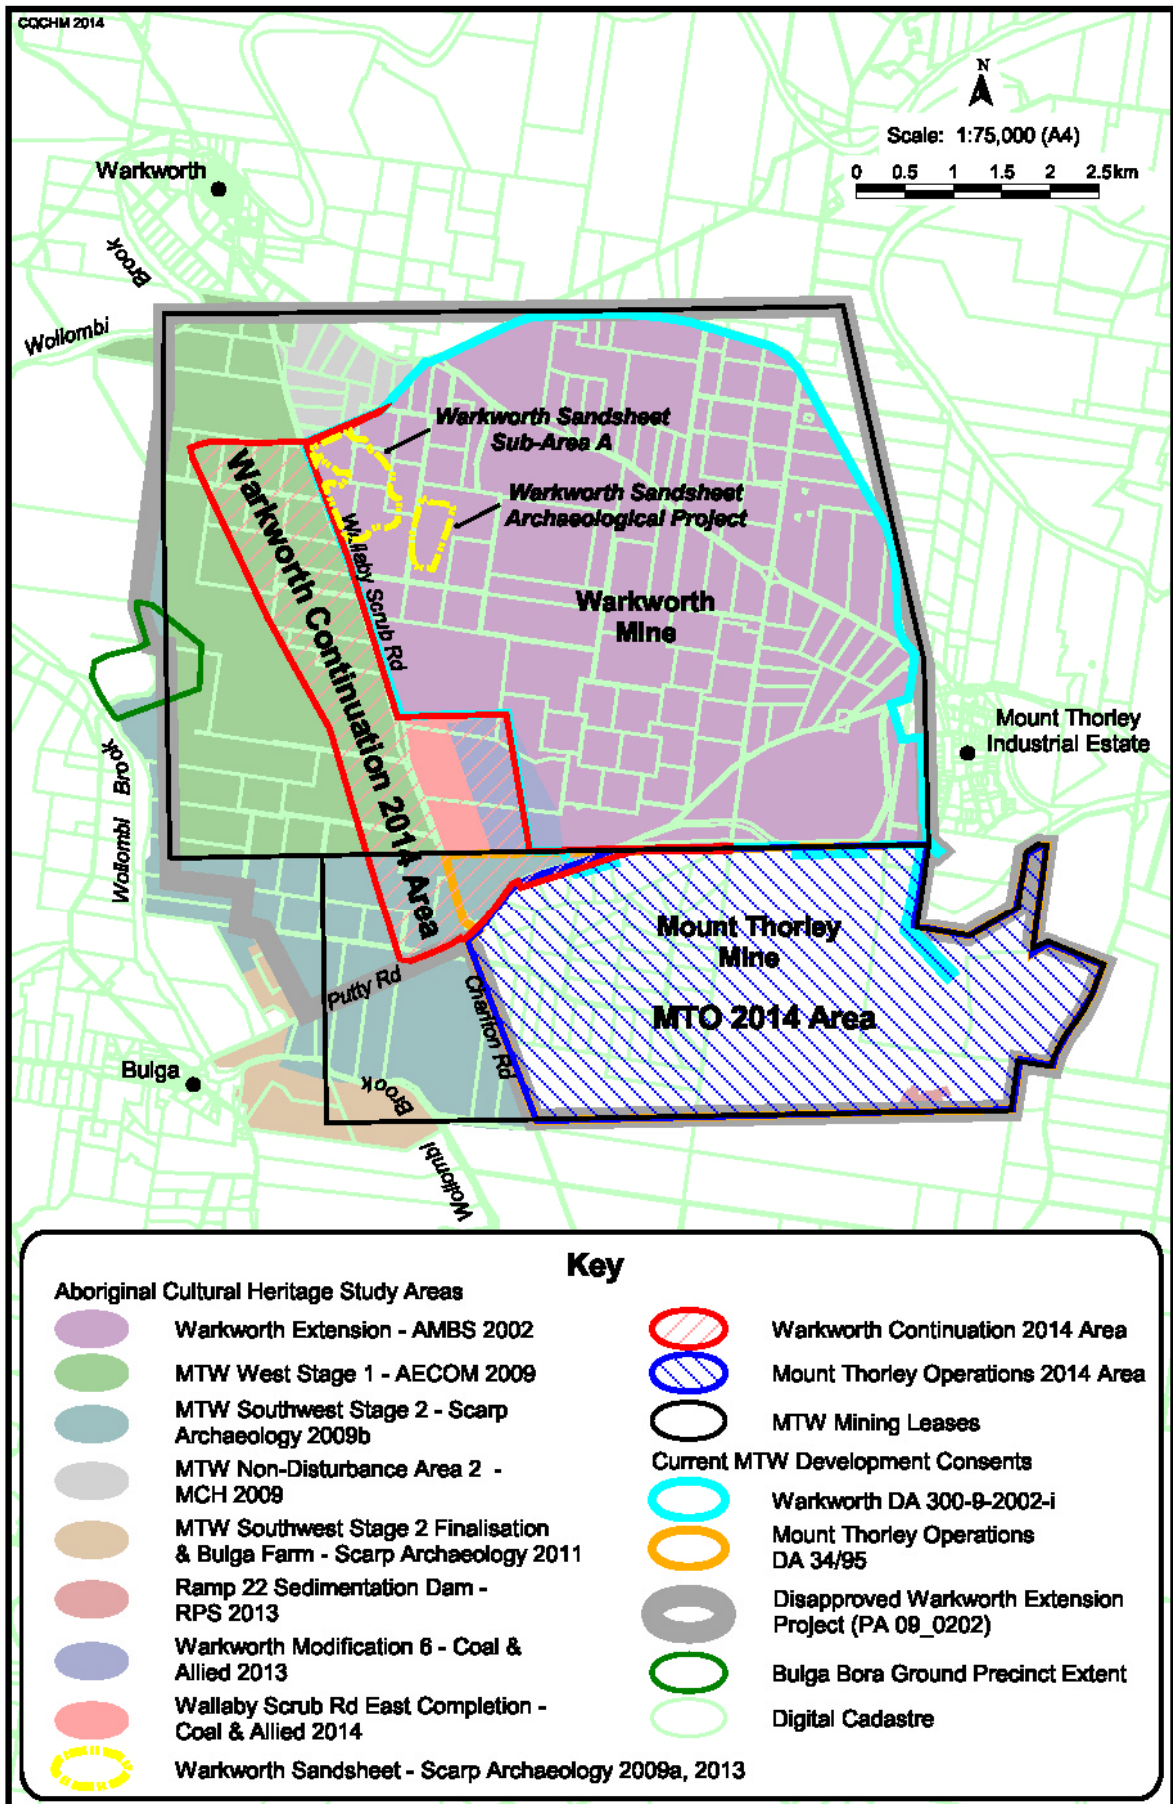 CQCHM 2014
N
Scale: 1:75,000 (A4)
0 0.5 1 1.5 2 2.5km
Warkworth
Brook
Wollombi
Warkworth Sandsheet
Sub-Area A
Warkworth Sandsheet
Archaeological Project
Wallaby Scrub Rd
Warkworth Continuation 2014 Area
Warkworth
Mine
Mount Thorley
Industrial Estate
Wollombi Brook
Mount Thorley
Mine
MTO 2014 Area
Putty Rd
Charlton Rd
Bulga
Brook
Wollombi
Key
Aboriginal Cultural Heritage Study Areas
Warkworth Extension - AMBS 2002
MTW West Stage 1 - AECOM 2009
MTW Southwest Stage 2 - Scarp
Archaeology 2009b
MTW Non-Disturbance Area 2 -
MCH 2009
MTW Southwest Stage 2 Finalisation
& Bulga Farm - Scarp Archaeology 2011
Ramp 22 Sedimentation Dam -
RPS 2013
Warkworth Modification 6 - Coal &
Allied 2013
Wallaby Scrub Rd East Completion -
Coal & Allied 2014
Warkworth Sandsheet - Scarp Archaeology 2009a, 2013
Warkworth Continuation 2014 Area
Mount Thorley Operations 2014 Area
MTW Mining Leases
Current MTW Development Consents
Warkworth DA 300-9-2002-i
Mount Thorley Operations
DA 34/95
Disapproved Warkworth Extension
Project (PA 09_0202)
Bulga Bora Ground Precinct Extent
Digital Cadastre